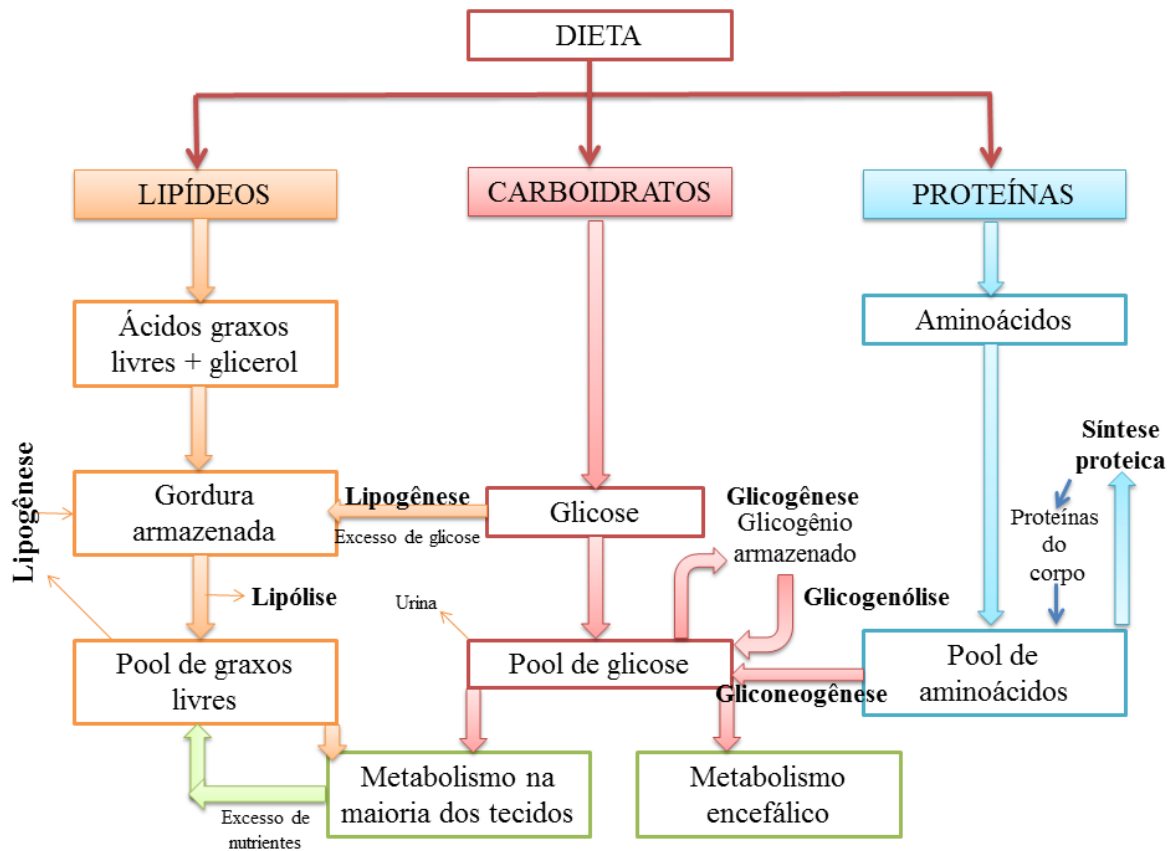 DIETA
LIPÍDEOS
CARBOIDRATOS
PROTEÍNAS
Ácidos graxos
livres + glicerol
Aminoácidos
Lipogênese
Gordura
armazenada
Lipogênese
Excesso de glicose
Glicose
Glicogênese
Glicogênio
armazenado
Síntese
proteica
Proteínas
do
corpo
Lipólise
Urina
Glicogenólise
Pool de graxos
livres
Pool de glicose
Gliconeogênese
Pool de
aminoácidos
Metabolismo na
maioria dos tecidos
Metabolismo
encefálico
Excesso de
nutrientes